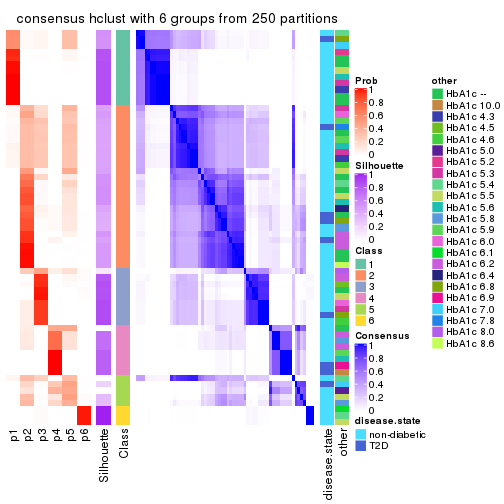 consensus hclust with 6 groups from 250 partitions
Prob
1
0.8
0.6
0.4
0.2
0
Silhouette
1
0.8
0.6
0.4
0.2
0
Class
1
2
3
4
5
6
Consensus
1
0.8
0.6
0.4
0.2
0
disease.state
non-diabetic
T2D
other
HbA1c --
HbA1c 10.0
HbA1c 4.3
HbA1c 4.5
HbA1c 4.6
HbA1c 5.0
HbA1c 5.2
HbA1c 5.3
HbA1c 5.4
HbA1c 5.5
HbA1c 5.6
HbA1c 5.8
HbA1c 5.9
HbA1c 6.0
HbA1c 6.1
HbA1c 6.2
HbA1c 6.4
HbA1c 6.8
HbA1c 6.9
HbA1c 7.0
HbA1c 7.8
HbA1c 8.0
HbA1c 8.6
p1
p2
p3
p4
p5
p6
Silhouette
Class
disease.state
other